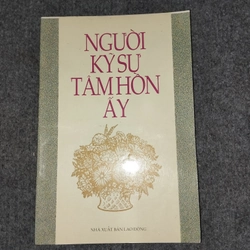 NGƯỜI
KỸ SƯ
TÂM HỒN
ẤY
NHÀ XUẤT BẢN LAO ĐỘNG